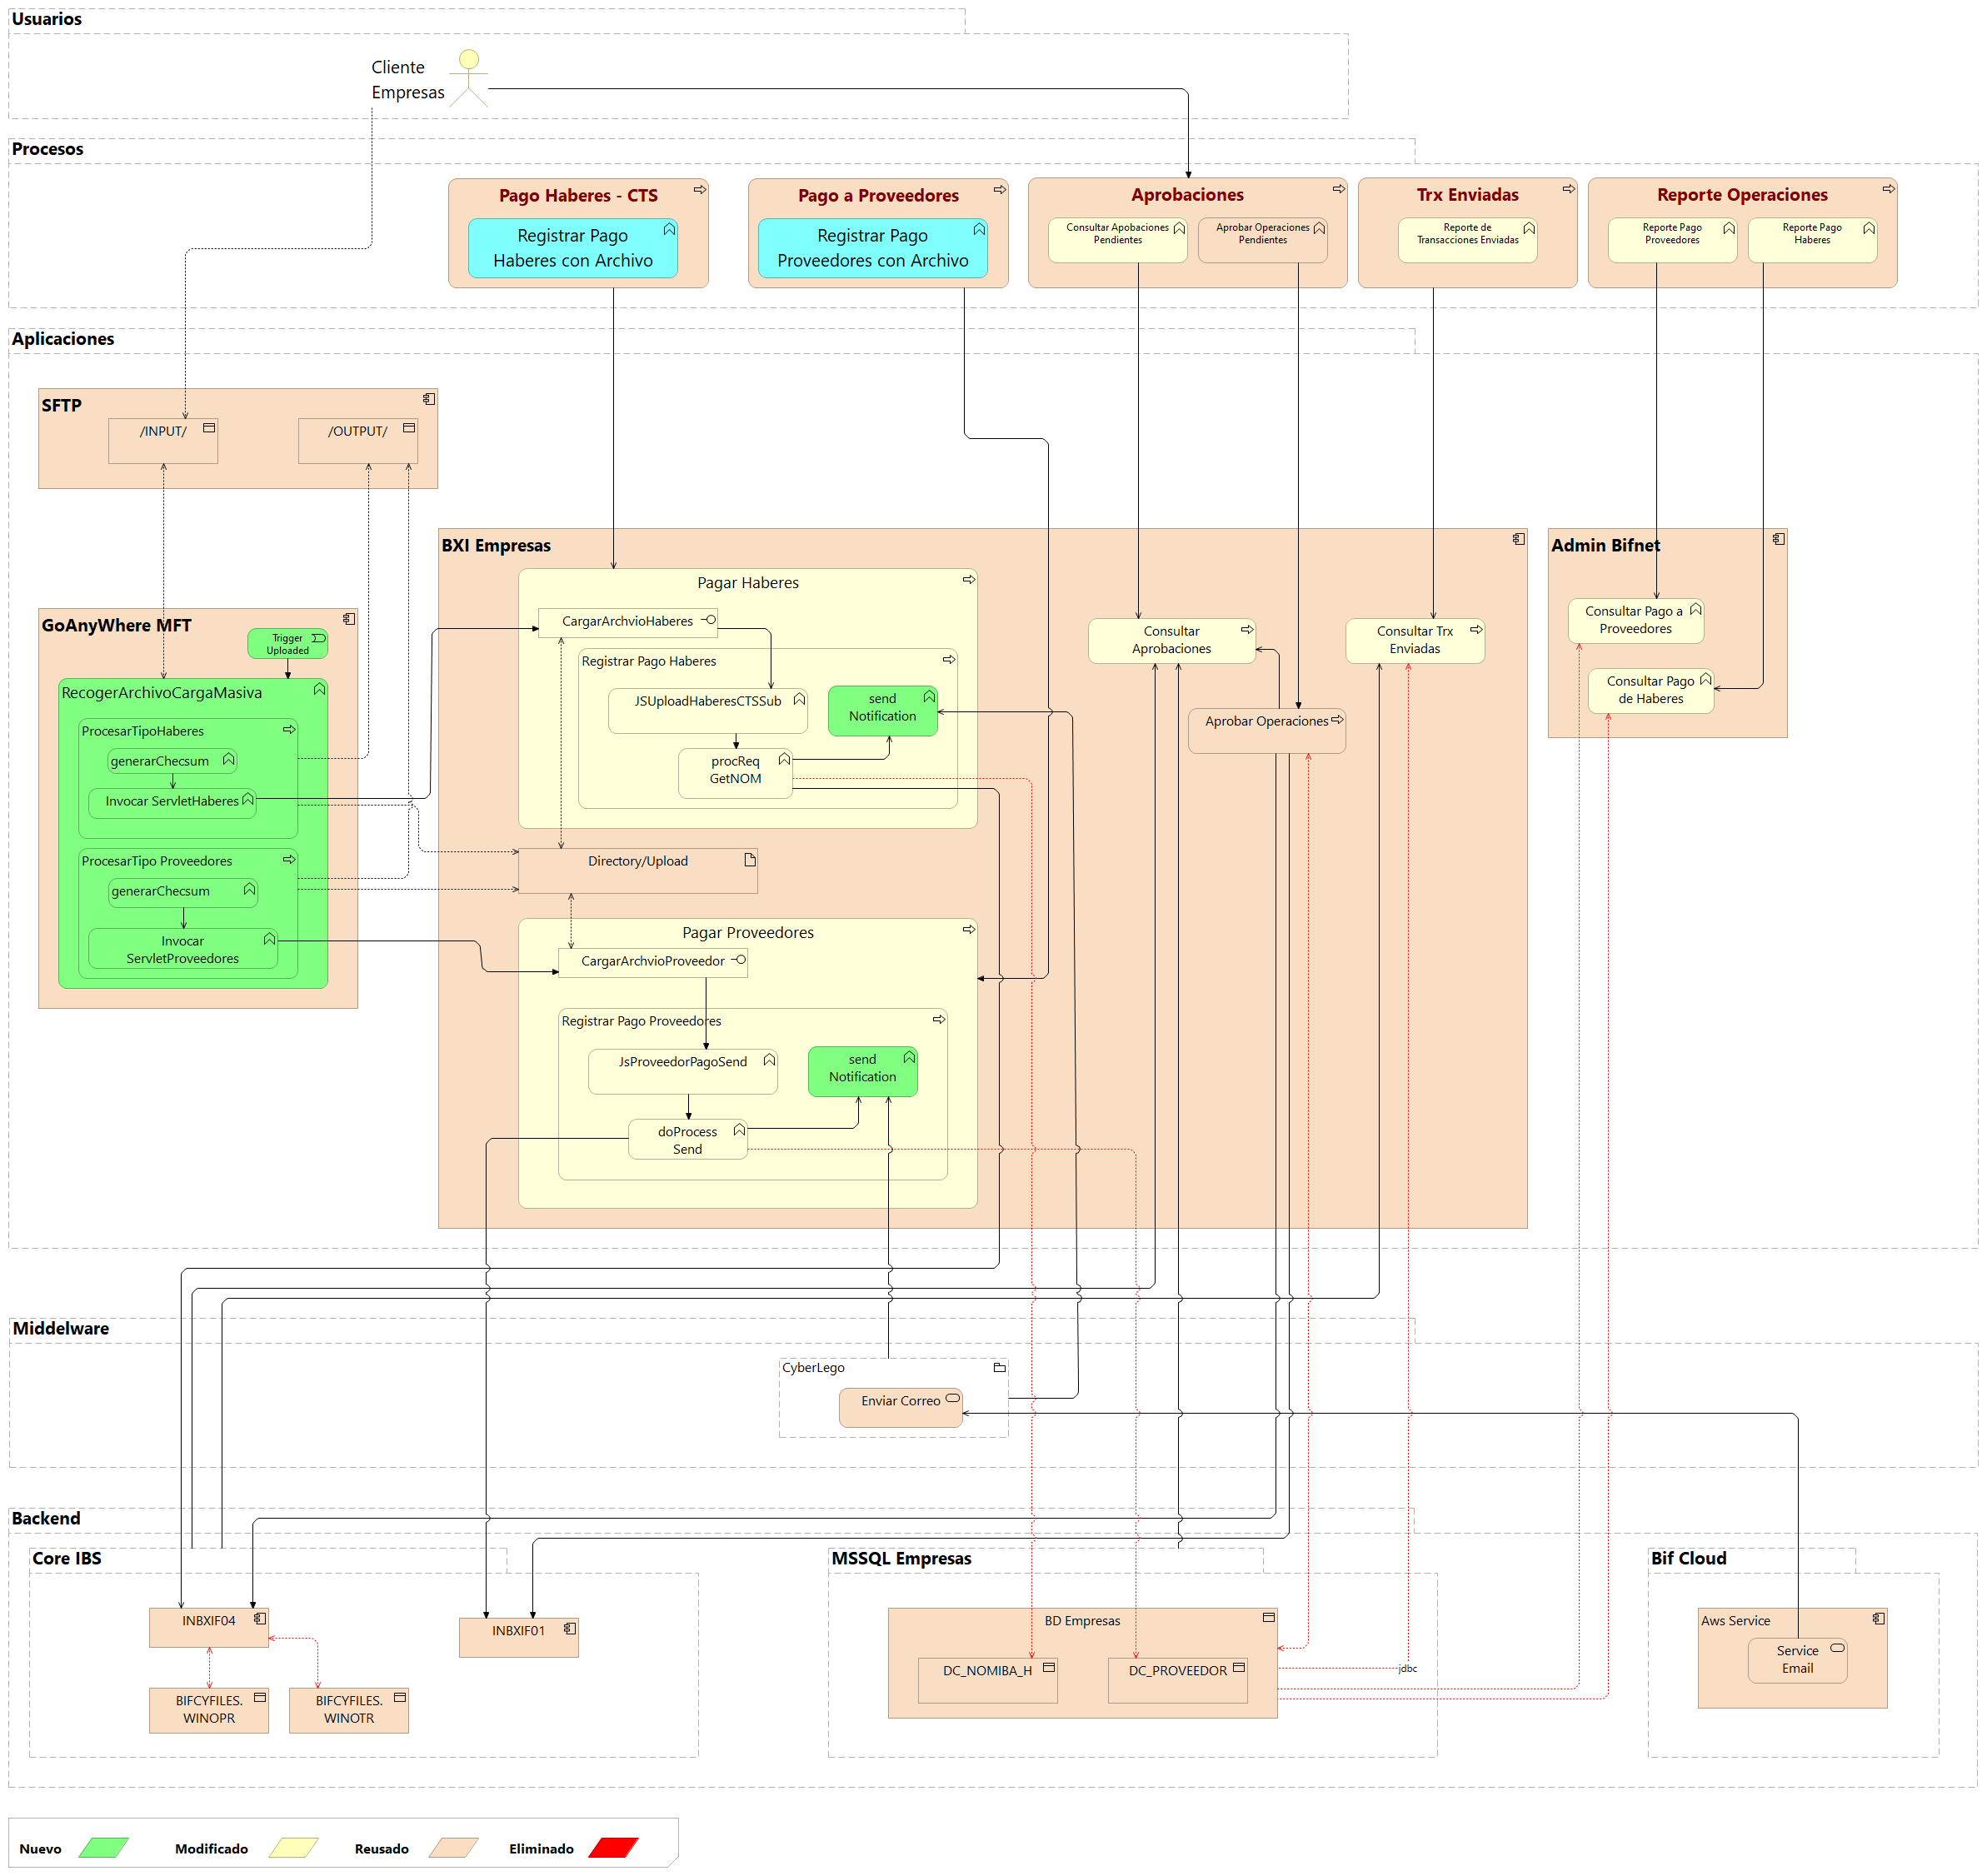 Usuarios
Cliente
Empresas
Procesos
Pago Haberes - CTS
Registrar Pago
Haberes con Archivo
Pago a Proveedores
Registrar Pago
Proveedores con Archivo
Aprobaciones
Consultar Apobaciones
Pendientes
Aprobar Operaciones
Pendientes
Trx Enviadas
Reporte de
Transacciones Enviadas
Reporte Operaciones
Reporte Pago
Proveedores
Reporte Pago
Haberes
Aplicaciones
SFTP
/INPUT/
/OUTPUT/
GoAnyWhere MFT
Trigger
Uploaded
RecogerArchivoCargaMasiva
ProcesarTipoHaberes
generarChecsum
Invocar ServletHaberes
ProcesarTipo Proveedores
generarChecsum
Invocar
ServletProveedores
BXI Empresas
Pagar Haberes
CargarArchvioHaberes
Registrar Pago Haberes
JSUploadHaberesCTSSub
send
Notification
procReq
GetNOM
Directory/Upload
Pagar Proveedores
CargarArchvioProveedor
Registrar Pago Proveedores
JsProveedorPagoSend
send
Notification
doProcess
Send
Consultar
Aprobaciones
Consultar Trx
Enviadas
Aprobar Operaciones
Admin Bifnet
Consultar Pago a
Proveedores
Consultar Pago
de Haberes
Middelware
CyberLego
Enviar Correo
Backend
Core IBS
INBXIF04
INBXIF01
BIFCYFILES.
WINOPR
BIFCYFILES.
WINOTR
MSSQL Empresas
BD Empresas
DC_NOMIBA_H
DC_PROVEEDOR
jdbc
Bif Cloud
Aws Service
Service
Email
Nuevo
Modificado
Reusado
Eliminado